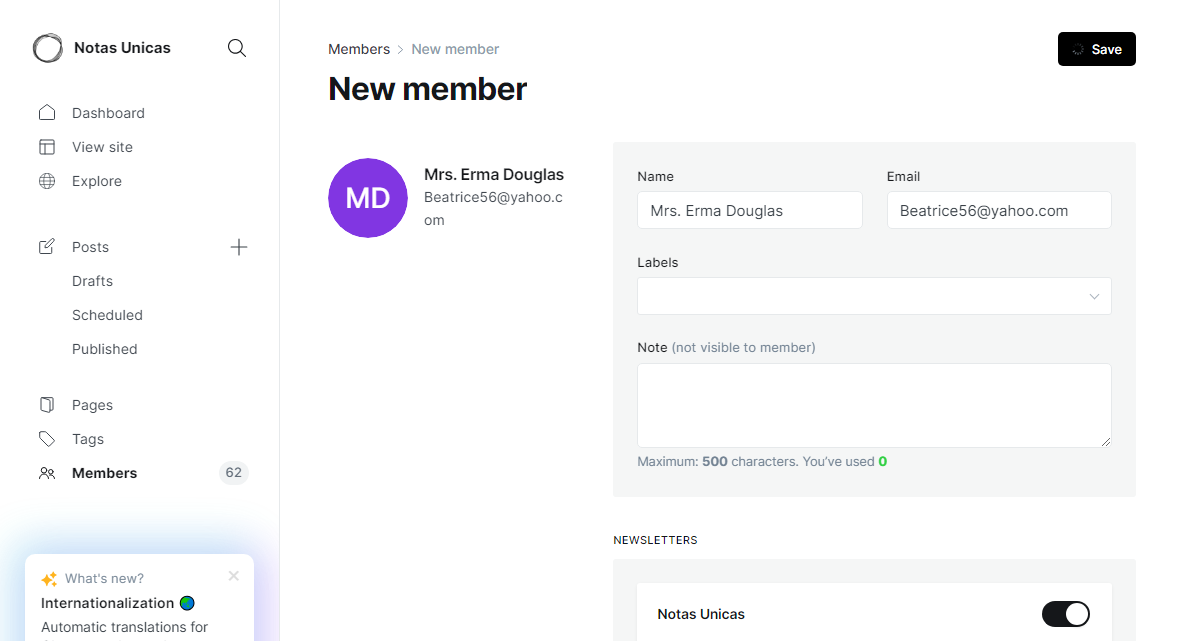 Notas Unicas
Dashboard
View site
Explore
Posts
Drafts
Scheduled
Published
Pages
Tags
Members 62
What's new?
Internationalization
Automatic translations for
Members > New member
Save
New member
MD
Mrs. Erma Douglas
Beatrice56@yahoo.c
om
Name
Mrs. Erma Douglas
Email
Beatrice56@yahoo.com
Labels
Note (not visible to member)
Maximum: 500 characters. You've used 0
NEWSLETTERS
Notas Unicas